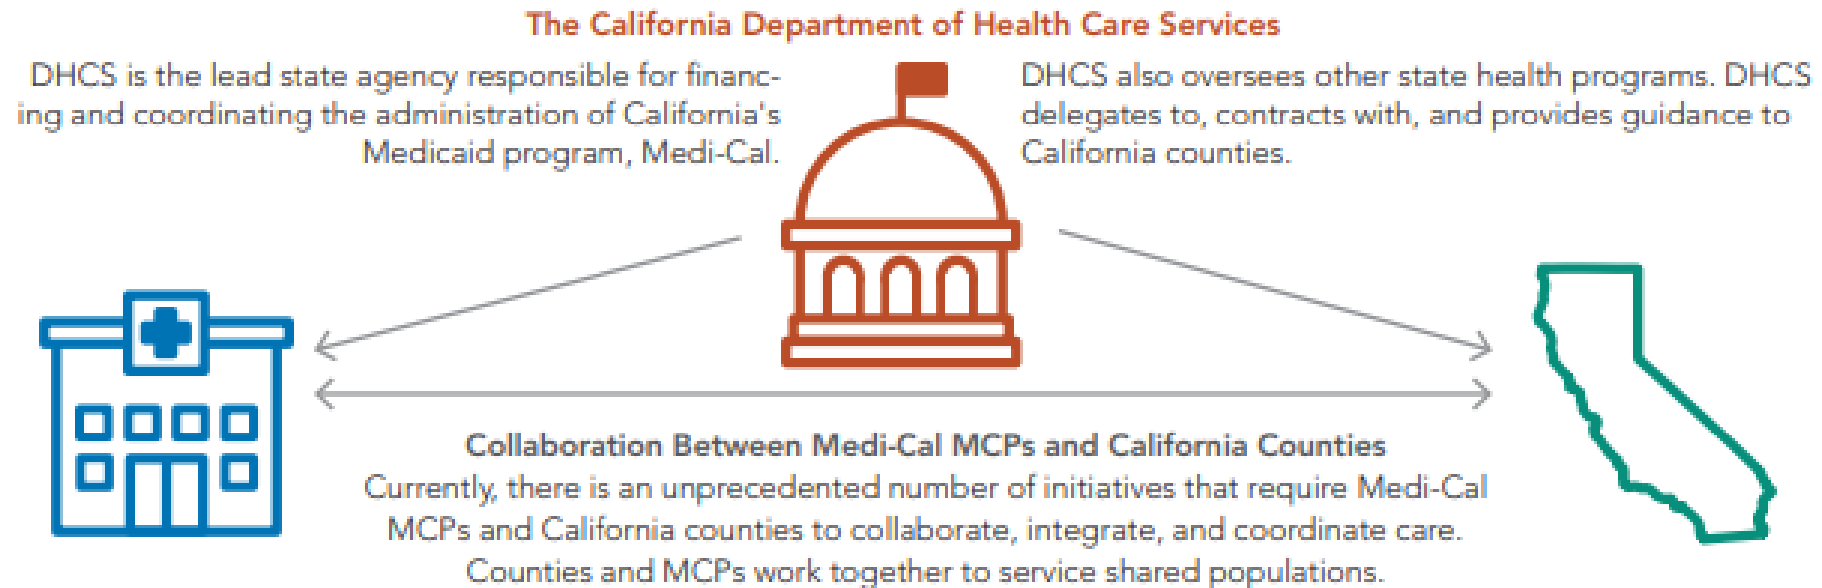 The California Department of Health Care Services
DHCS is the lead state agency responsible for financ-
ing and coordinating the administration of California's
Medicaid program, Medi-Cal.
DHCS also oversees other state health programs. DHCS
delegates to, contracts with, and provides guidance to
California counties.
Collaboration Between Medi-Cal MCPs and California Counties
Currently, there is an unprecedented number of initiatives that require Medi-Cal
MCPs and California counties to collaborate, integrate, and coordinate care.
Counties and MCPs work together to service shared populations.